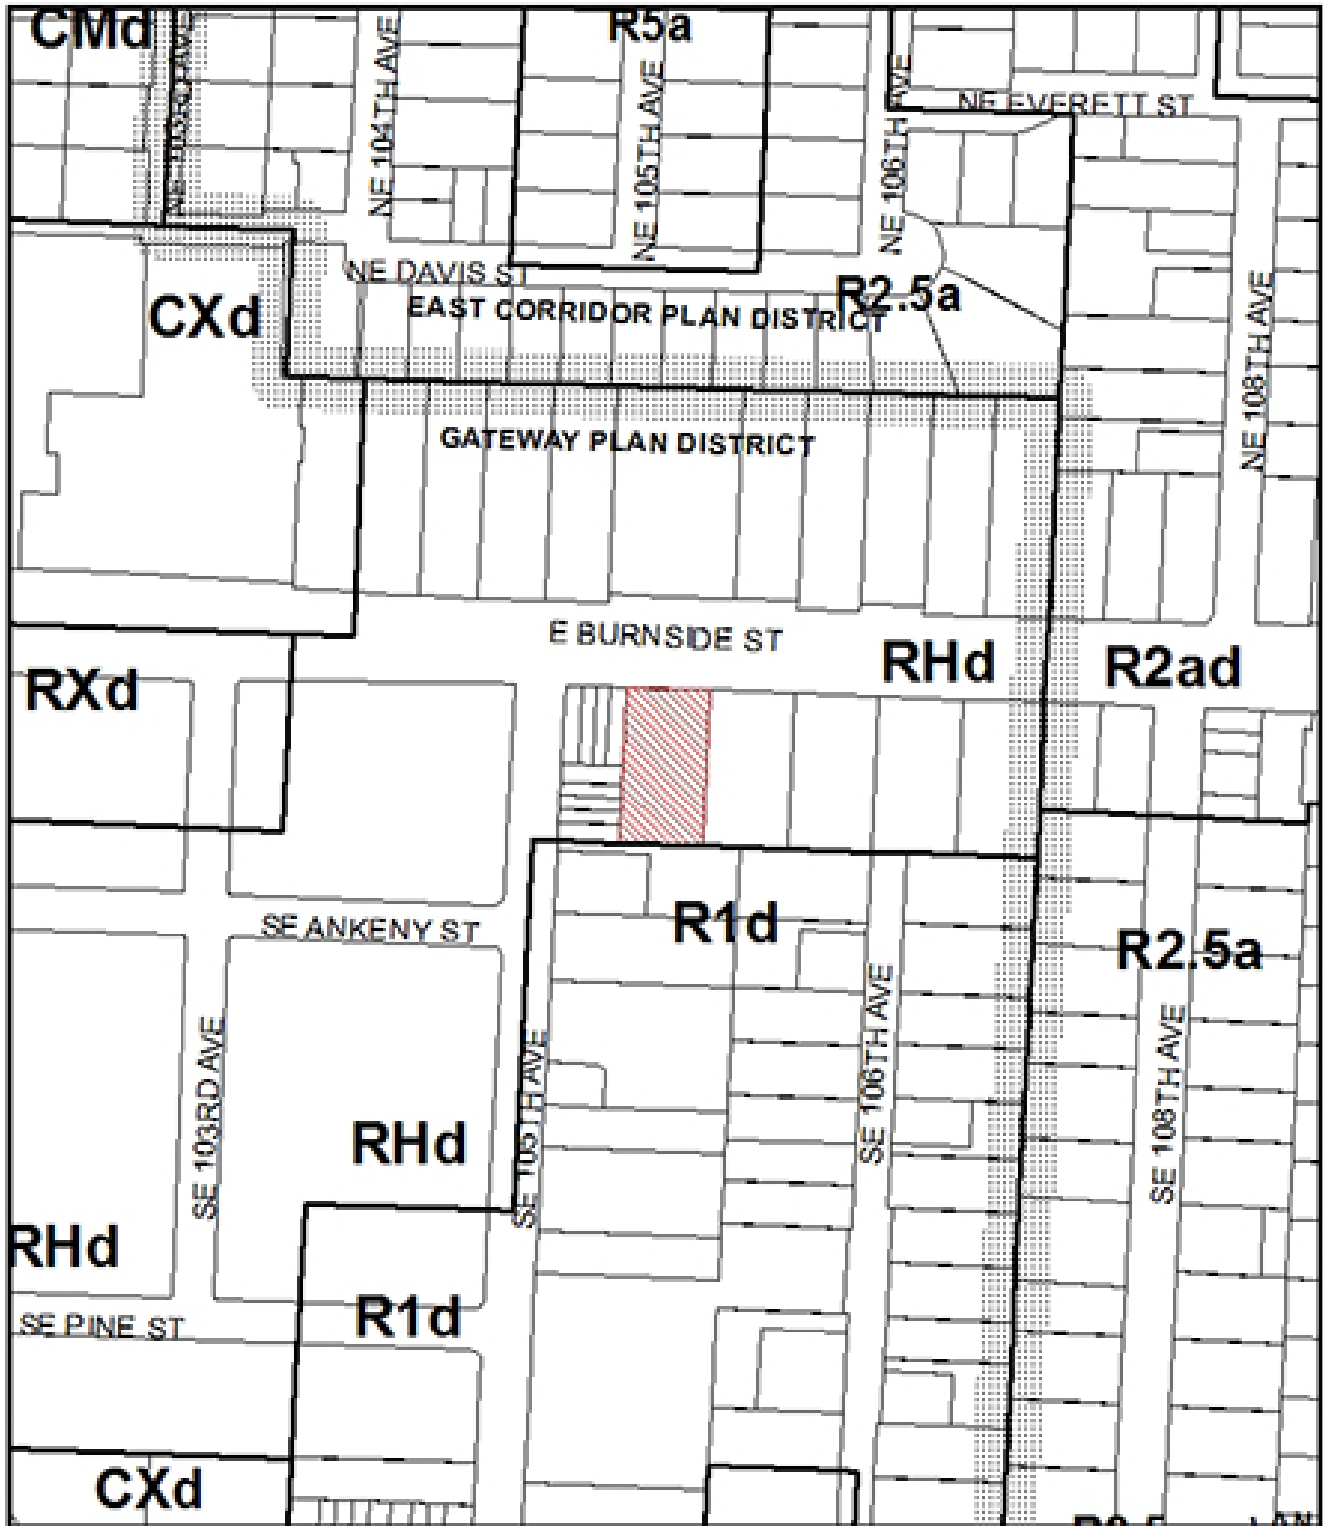 CMd
R5a
NE 104TH AVE
NE 105TH AVE
NE 106TH AVE
NE EVERETT ST
NE 103RD AVE
NE DAVIS ST
CXd
EAST CORRIDOR PLAN DISTRICT
R2.5a
NE 108TH AVE
GATEWAY PLAN DISTRICT
E BURNSIDE ST
RXd
RHd
R2ad
SE ANKENY ST
R1d
R2.5a
SE 103RD AVE
SE 105TH AVE
SE 106TH AVE
SE 108TH AVE
RHd
RHd
R1d
SE PINE ST
CXd